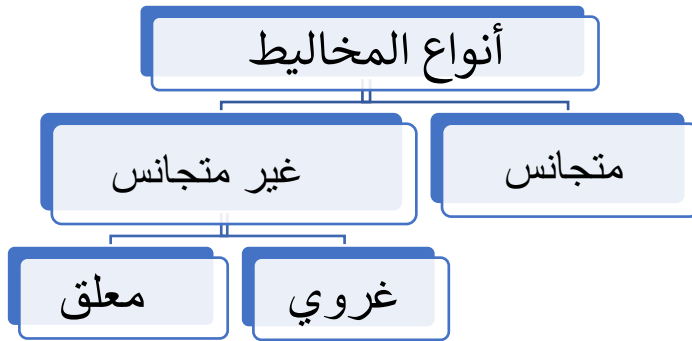 أنواع المخاليط
متجانس
غير متجانس
غروي
معلق